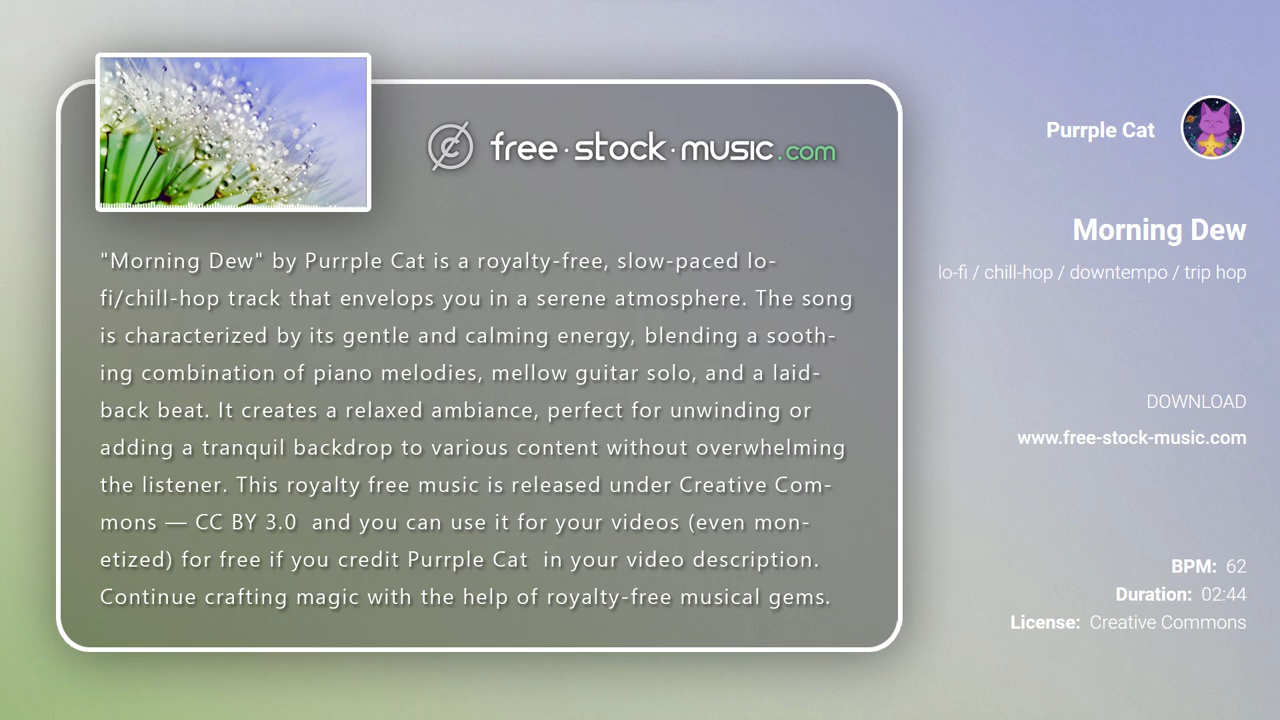 free·stock·music.com
"Morning Dew" by Purrple Cat is a royalty-free, slow-paced lo-
fi/chill-hop track that envelops you in a serene atmosphere. The song
is characterized by its gentle and calming energy, blending a sooth-
ing combination of piano melodies, mellow guitar solo, and a laid-
back beat. It creates a relaxed ambiance, perfect for unwinding or
adding a tranquil backdrop to various content without overwhelming
the listener. This royalty free music is released under Creative Com-
mons — CC BY 3.0  and you can use it for your videos (even mon-
etized) for free if you credit Purrple Cat  in your video description.
Continue crafting magic with the help of royalty-free musical gems.
Purrple Cat
Morning Dew
lo-fi / chill-hop / downtempo / trip hop
DOWNLOAD
www.free-stock-music.com
BPM: 62
Duration: 02:44
License: Creative Commons